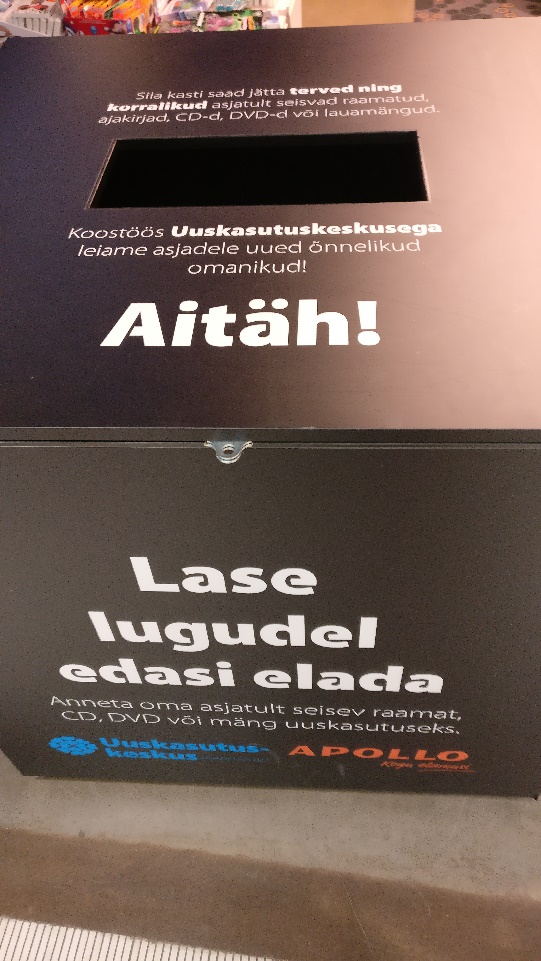 Siia kasti saad jätta terved ning
korralikud asjatult seisvad raamatud,
ajakirjad, CD-d, DVD-d või lauamängud.
Koostöös Uuskasutuskeskusega
leiame asjadele uued õnnelikud
omanikud!
Aitäh!
Lase
lugudel
edasi elada
Anneta oma asjatult seisev raamat,
CD, DVD või mäng uuskasutuseks.
Uuskasutus-
keskus
APOLLO
Kogu elamus!